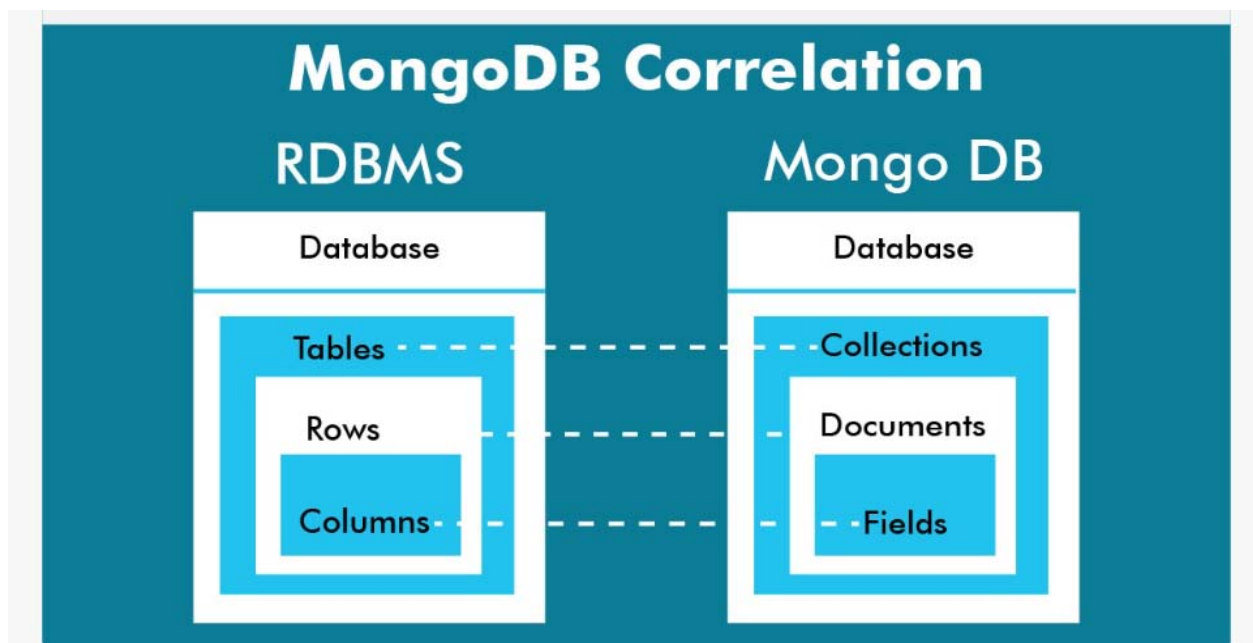 MongoDB Correlation
RDBMS
Mongo DB
Database
Database
Tables
Collections
Rows
Documents
Columns
Fields